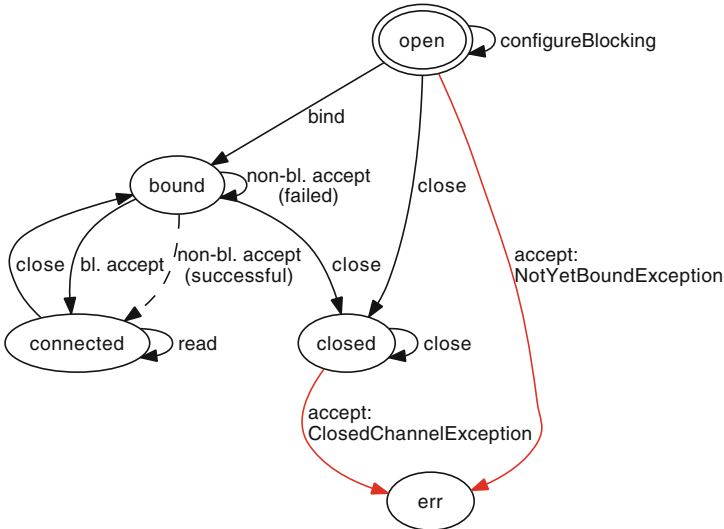 open
configureBlocking
bind
bound
non-bl. accept
(failed)
close
close
bl. accept
non-bl. accept
(successful)
close
accept:
NotYetBoundException
connected
read
closed
close
accept:
ClosedChannelException
err